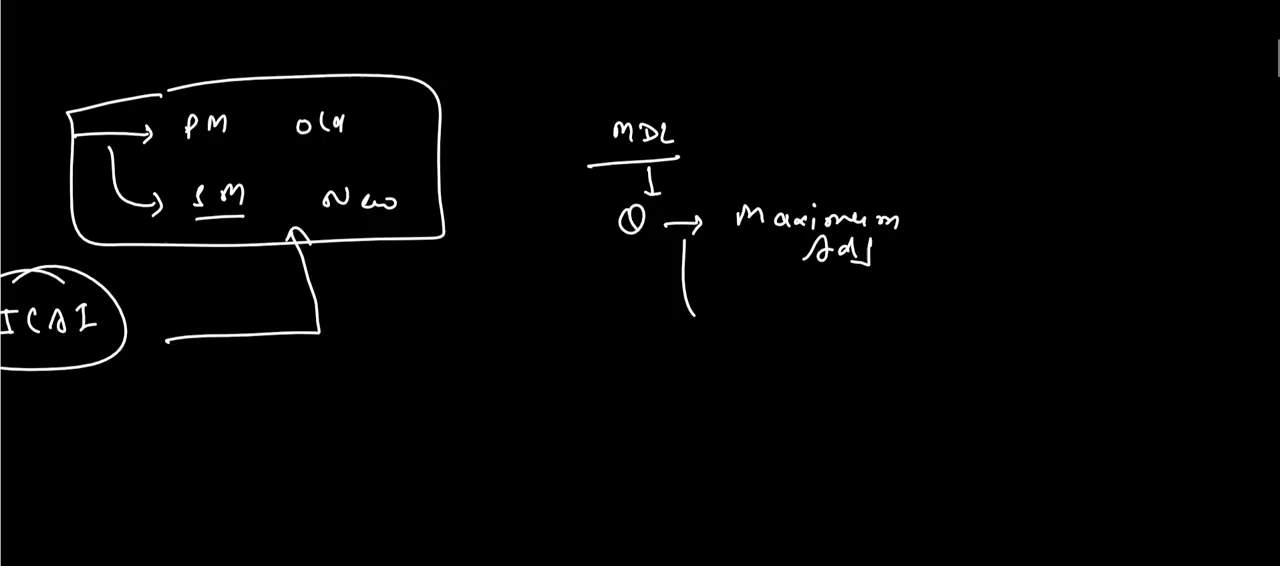 PM Old
SM New
ICAI
MDL
Q → Maximum
Adj